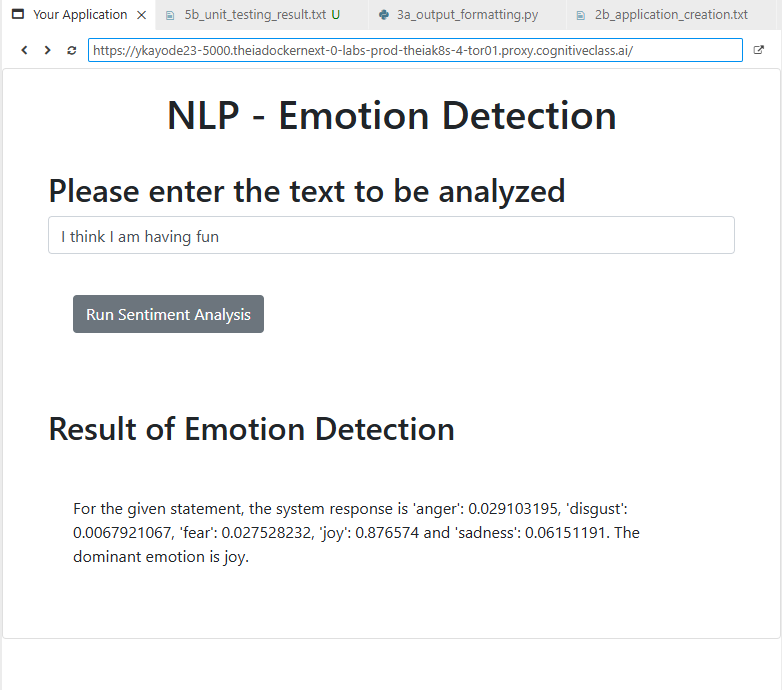 Your Application 5b_unit_testing_result.txt U 3a_output_formatting.py 2b_application_creation.txt
https://ykayode23-5000.theiadockernext-0-labs-prod-theiak8s-4-tor01.proxy.cognitiveclass.ai/
NLP - Emotion Detection
Please enter the text to be analyzed
I think I am having fun
Run Sentiment Analysis
Result of Emotion Detection
For the given statement, the system response is 'anger': 0.029103195, 'disgust':
0.0067921067, 'fear': 0.027528232, 'joy': 0.876574 and 'sadness': 0.06151191. The
dominant emotion is joy.